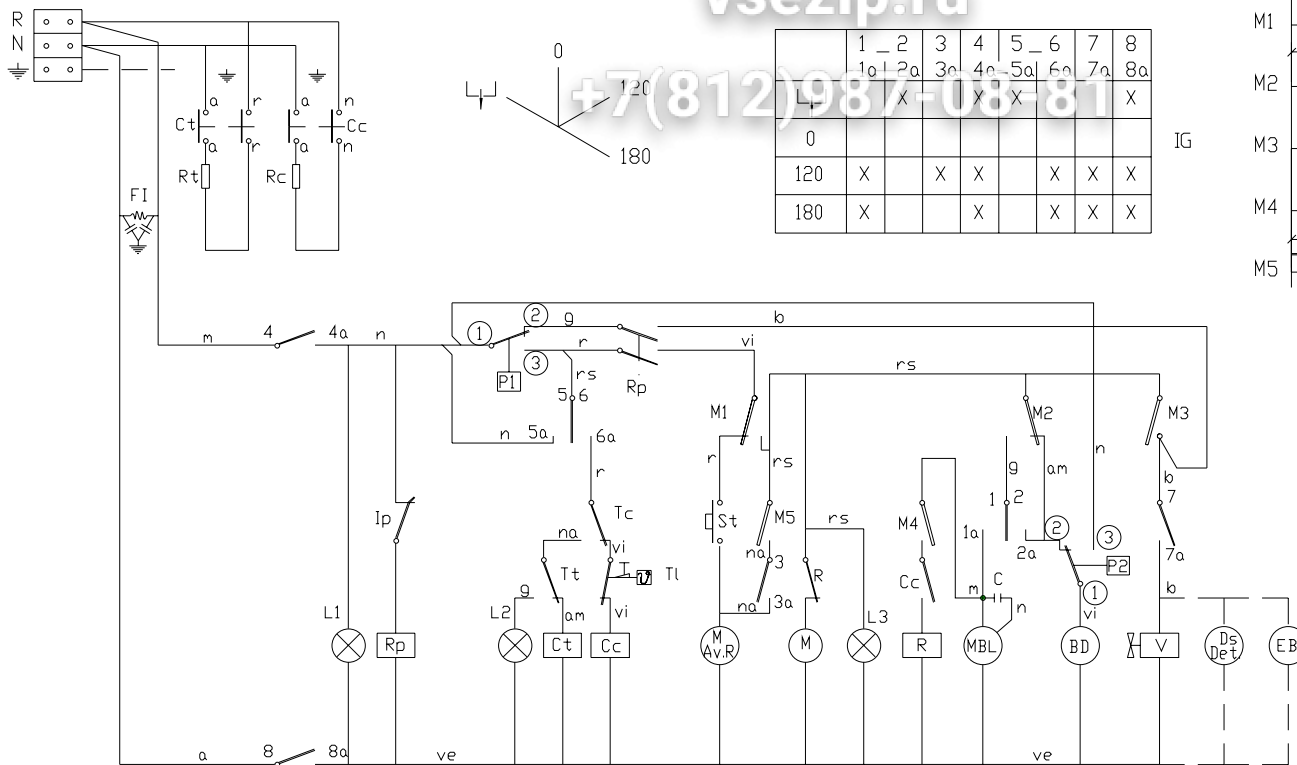 vsezip.ru
+7(812)987-08-81
R
N
0
120
180
1 _ 2 3 4 5 _ 6 7 8
1a 2a 3a 4a 5a 6a 7a 8a
X X X X
0
120 X X X X X X
180 X X X X X
IG
M1
M2
M3
M4
M5
a r a n
Ct Cc
a r a n
Rt Rc
FI
m 4 4a n 1 2 g b
3 r vi
P1 rs Rp rs
5 6 M1 M2 M3
n 5a 6a n
r r rs g am b
Ip Tc St M5 M4 1 2 7
na vi na rs 1a 2a 2 3 7a
Tt T Tl 3 R Cc m C P2
g am vi na 3a n 1 vi b
L1 L2 L3
Rp Ct Cc M Av.R M R MBL BD V Ds Det. EB
a 8 8a ve ve